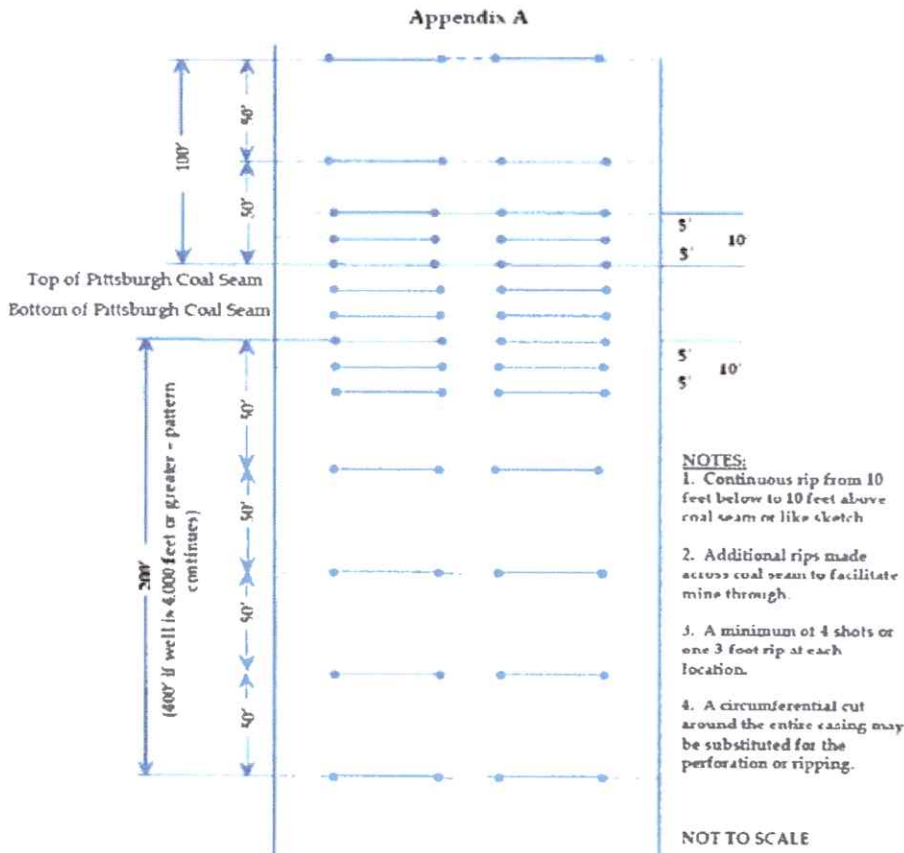 Appendix A
100'
50'
50'
5'
10'
5'
Top of Pittsburgh Coal Seam
Bottom of Pittsburgh Coal Seam
5'
10'
5'
200'
(400' if well is 4,000 feet or greater - pattern
continues)
50'
50'
50'
50'
NOTES:
1. Continuous rip from 10
feet below to 10 feet above
coal seam or like sketch
2. Additional rips made
across coal seam to facilitate
mine through.
3. A minimum of 4 shots or
one 3 foot rip at each
location.
4. A circumferential cut
around the entire casing may
be substituted for the
perforation or ripping.
NOT TO SCALE